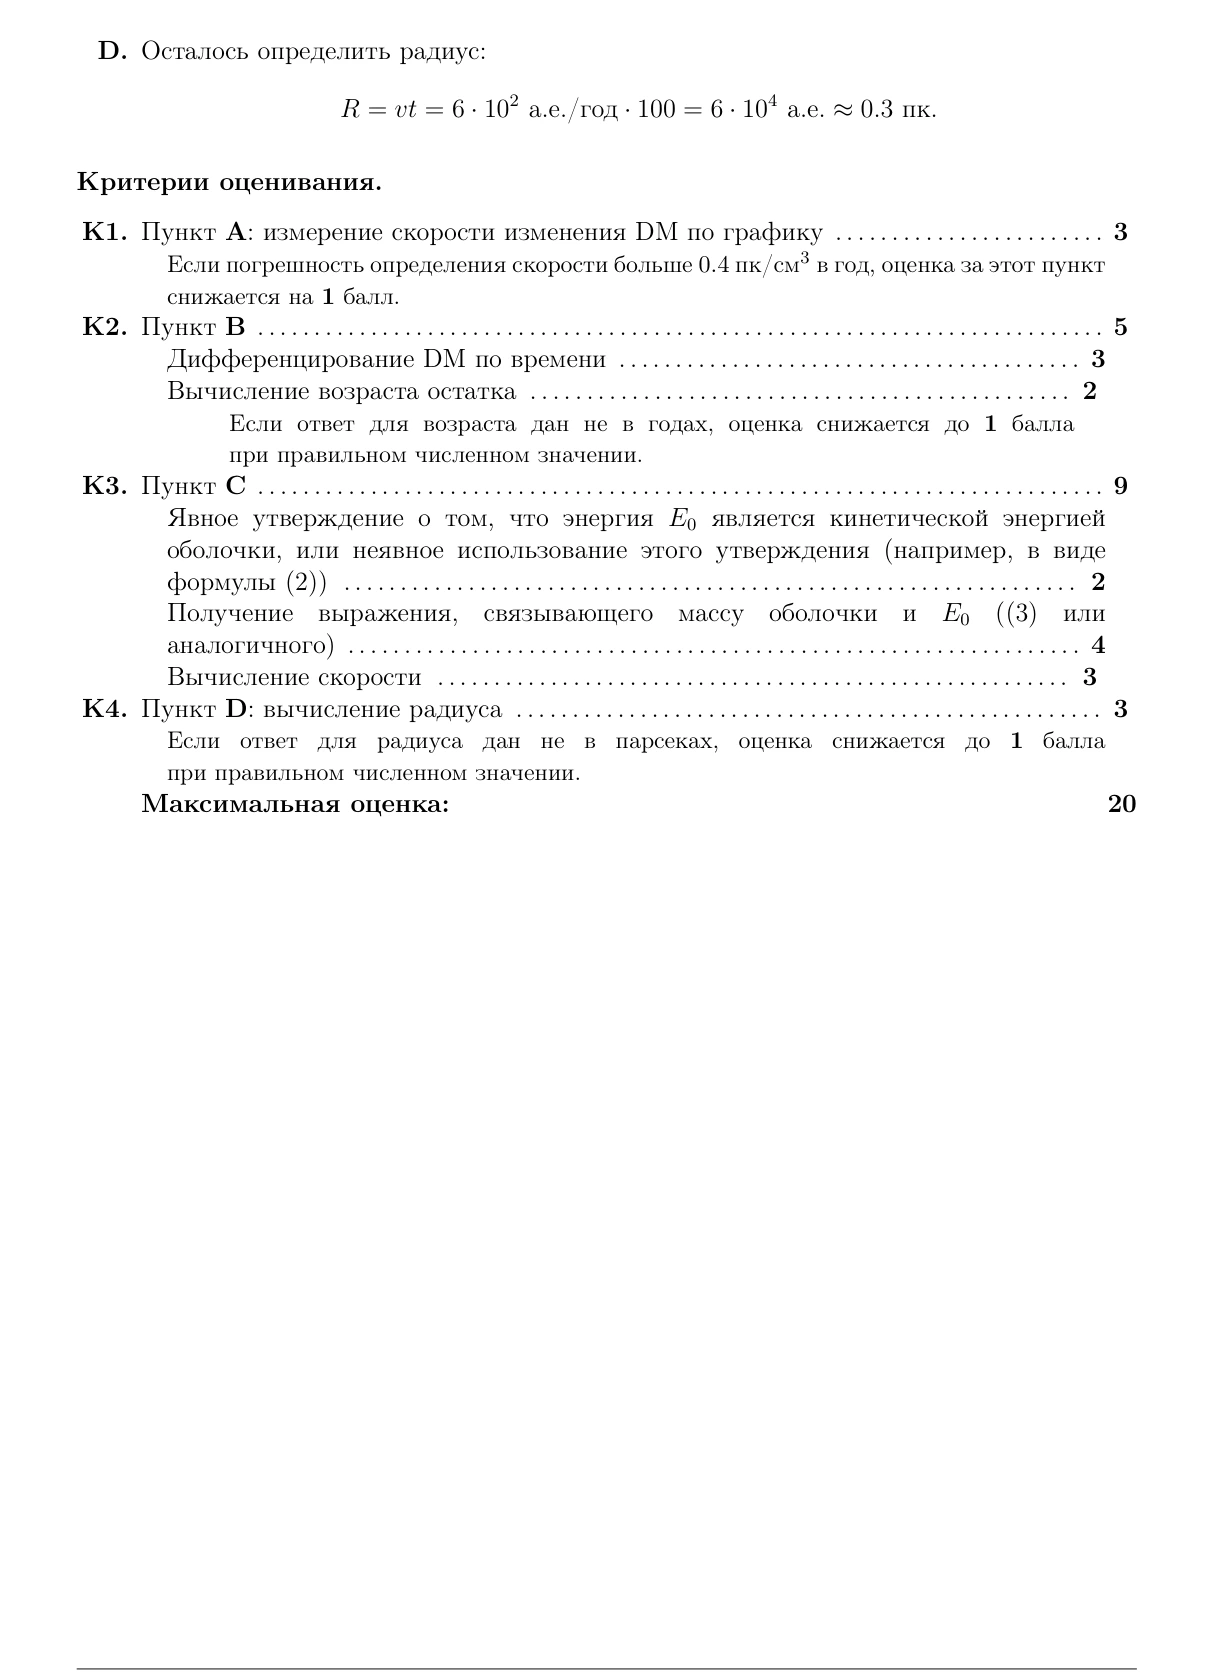 D. Осталось определить радиус:
R = vt = 6 · 10² а.е./год · 100 = 6 · 10⁴ а.е. ≈ 0.3 пк.
Критерии оценивания.
K1. Пункт A: измерение скорости изменения DM по графику ........................ 3
Если погрешность определения скорости больше 0.4 пк/см³ в год, оценка за этот пункт
снижается на 1 балл.
K2. Пункт B ........................................................................... 5
Дифференцирование DM по времени ......................................... 3
Вычисление возраста остатка ................................................ 2
Если ответ для возраста дан не в годах, оценка снижается до 1 балла
при правильном численном значении.
K3. Пункт C ........................................................................... 9
Явное утверждение о том, что энергия E₀ является кинетической энергией
оболочки, или неявное использование этого утверждения (например, в виде
формулы (2)) ................................................................. 2
Получение выражения, связывающего массу оболочки и E₀ ((3) или
аналогичного) ................................................................. 4
Вычисление скорости ........................................................ 3
K4. Пункт D: вычисление радиуса .................................................... 3
Если ответ для радиуса дан не в парсеках, оценка снижается до 1 балла
при правильном численном значении.
Максимальная оценка: 20